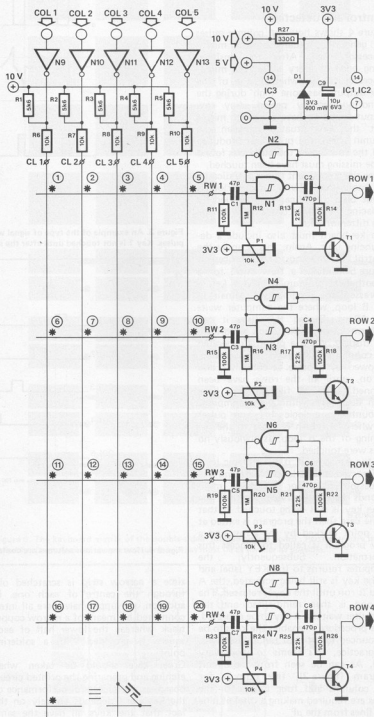 COL 1 COL 2 COL 3 COL 4 COL 5
N9 N10 N11 N12 N13
10 V
R1 5k6 R2 5k6 R3 5k6 R4 5k6 R5 5k6
R6 10k R7 10k R8 10k R9 10k R10 10k
CL 1 CL 2 CL 3 CL 4 CL 5
10 V R27 330Ω 3V3
5 V
14 IC3 7
D1 3V3 400 mW
C9 10µ 6V3
14 IC1,IC2 7
0
1 2 3 4 5
RW 1 47p C1 R11 100k R12 1M
N2 N1
C2 470p R13 22k R14 100k
ROW 1
T1
3V3 P1 10k
6 7 8 9 10
RW 2 47p C3 R15 100k R16 1M
N4 N3
C4 470p R17 22k R18 100k
ROW 2
T2
3V3 P2 10k
11 12 13 14 15
RW 3 47p C5 R19 100k R20 1M
N6 N5
C6 470p R21 22k R22 100k
ROW 3
T3
3V3 P3 10k
16 17 18 19 20
RW 4 47p C7 R23 100k R24 1M
N8 N7
C8 470p R25 22k R26 100k
ROW 4
T4
3V3 P4 10k